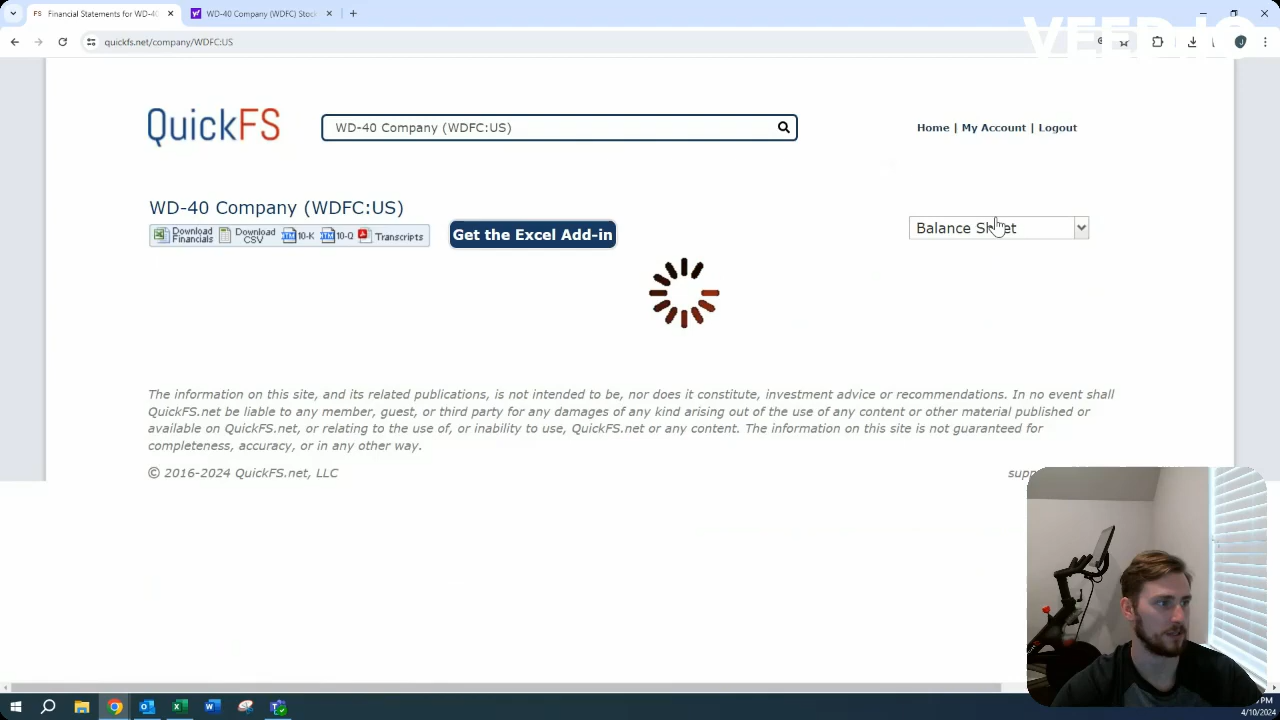 Financial Statements for WD-40
WD-40 Company (WDFC) Stock
quickfs.net/company/WDFC:US
VEED.IO
QuickFS
WD-40 Company (WDFC:US)
Home | My Account | Logout
WD-40 Company (WDFC:US)
Download Financials
Download CSV
10-K
10-Q
Transcripts
Get the Excel Add-in
Balance Sheet
The information on this site, and its related publications, is not intended to be, nor does it constitute, investment advice or recommendations. In no event shall
QuickFS.net be liable to any member, guest, or third party for any damages of any kind arising out of the use of any content or other material published or
available on QuickFS.net, or relating to the use of, or inability to use, QuickFS.net or any content. The information on this site is not guaranteed for
completeness, accuracy, or in any other way.
© 2016-2024 QuickFS.net, LLC
supp
PM
4/10/2024